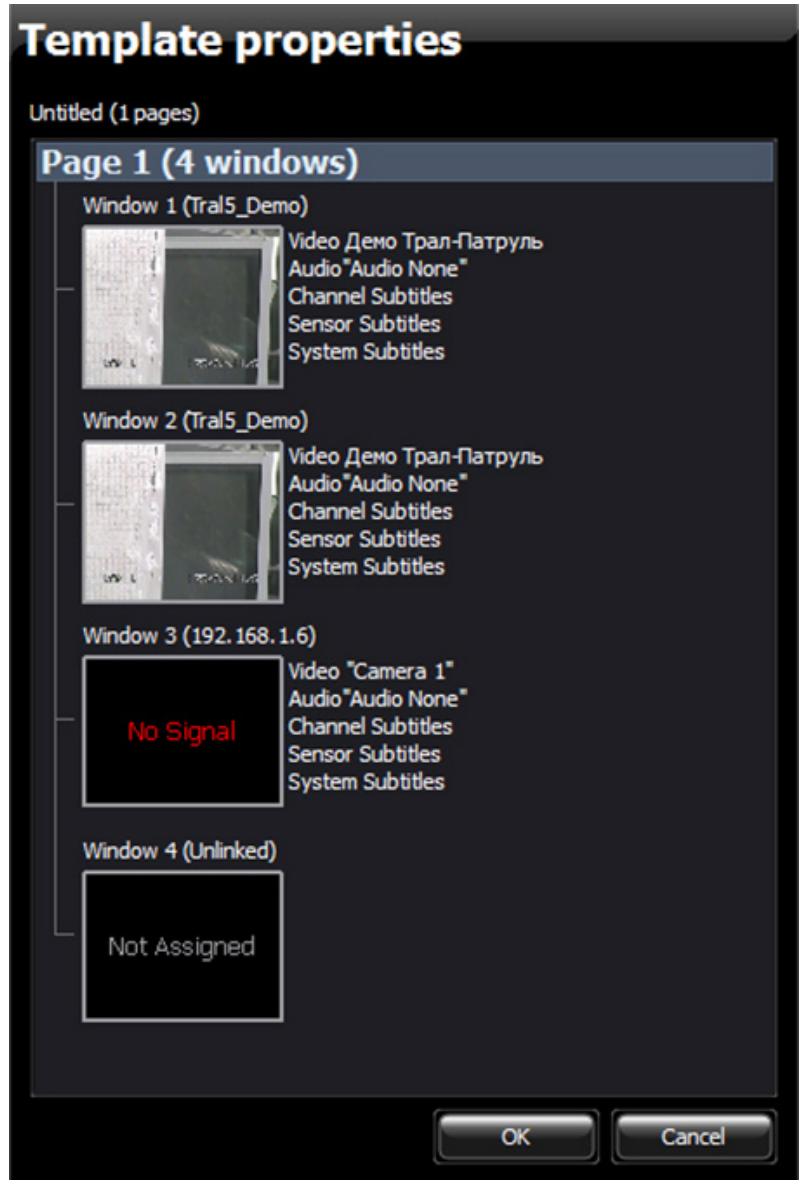 Template properties
Untitled (1 pages)
Page 1 (4 windows)
Window 1 (Tral5_Demo)
Video Демо Трал-Патруль
Audio"Audio None"
Channel Subtitles
Sensor Subtitles
System Subtitles
Window 2 (Tral5_Demo)
Video Демо Трал-Патруль
Audio"Audio None"
Channel Subtitles
Sensor Subtitles
System Subtitles
Window 3 (192.168.1.6)
No Signal
Video "Camera 1"
Audio"Audio None"
Channel Subtitles
Sensor Subtitles
System Subtitles
Window 4 (Unlinked)
Not Assigned
OK
Cancel